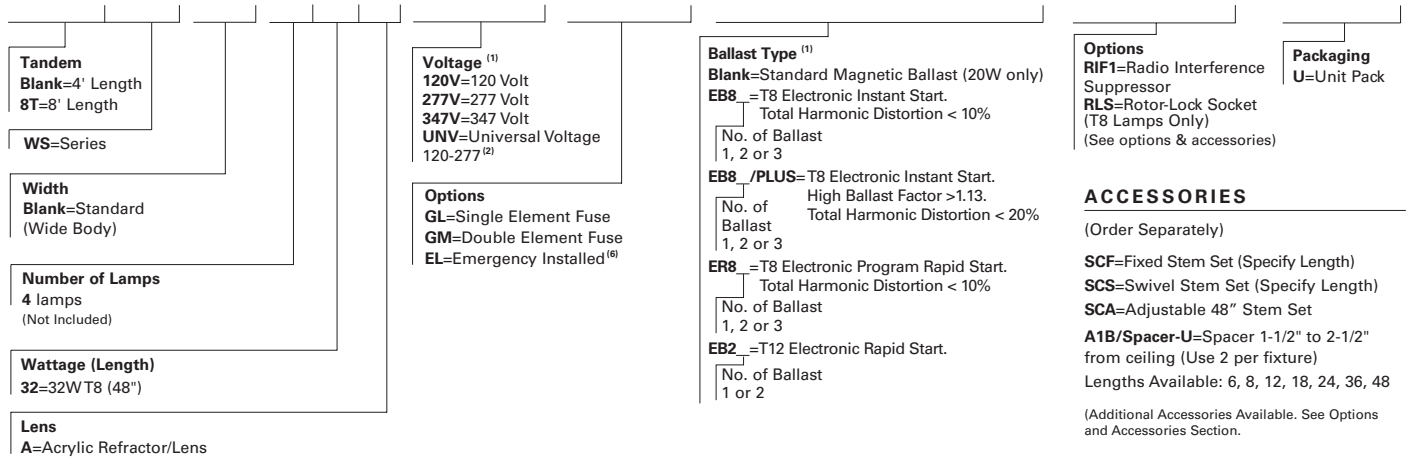 Tandem
Blank=4' Length
8T=8' Length
WS=Series
Width
Blank=Standard
(Wide Body)
Number of Lamps
4 lamps
(Not Included)
Wattage (Length)
32=32W T8 (48")
Lens
A=Acrylic Refractor/Lens
Voltage (1)
120V=120 Volt
277V=277 Volt
347V=347 Volt
UNV=Universal Voltage
120-277 (2)
Options
GL=Single Element Fuse
GM=Double Element Fuse
EL=Emergency Installed (6)
Ballast Type (1)
Blank=Standard Magnetic Ballast (20W only)
EB8_=T8 Electronic Instant Start.
Total Harmonic Distortion < 10%
No. of Ballast
1, 2 or 3
EB8_/PLUS=T8 Electronic Instant Start.
High Ballast Factor >1.13.
Total Harmonic Distortion < 20%
No. of
Ballast
1, 2 or 3
ER8_=T8 Electronic Program Rapid Start.
Total Harmonic Distortion < 10%
No. of Ballast
1, 2 or 3
EB2_=T12 Electronic Rapid Start.
No. of Ballast
1 or 2
Options
RIF1=Radio Interference
Suppressor
RLS=Rotor-Lock Socket
(T8 Lamps Only)
(See options & accessories)
Packaging
U=Unit Pack
ACCESSORIES
(Order Separately)
SCF=Fixed Stem Set (Specify Length)
SCS=Swivel Stem Set (Specify Length)
SCA=Adjustable 48” Stem Set
A1B/Spacer-U=Spacer 1-1/2" to 2-1/2"
from ceiling (Use 2 per fixture)
Lengths Available: 6, 8, 12, 18, 24, 36, 48
(Additional Accessories Available. See Options
and Accessories Section.